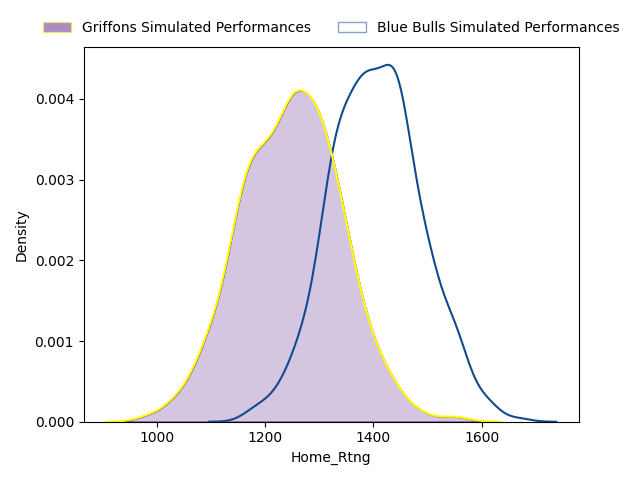 Griffons Simulated Performances
Blue Bulls Simulated Performances
0.004
0.003
0.002
0.001
0.000
Density
1000
1200
1400
1600
Home_Rtng